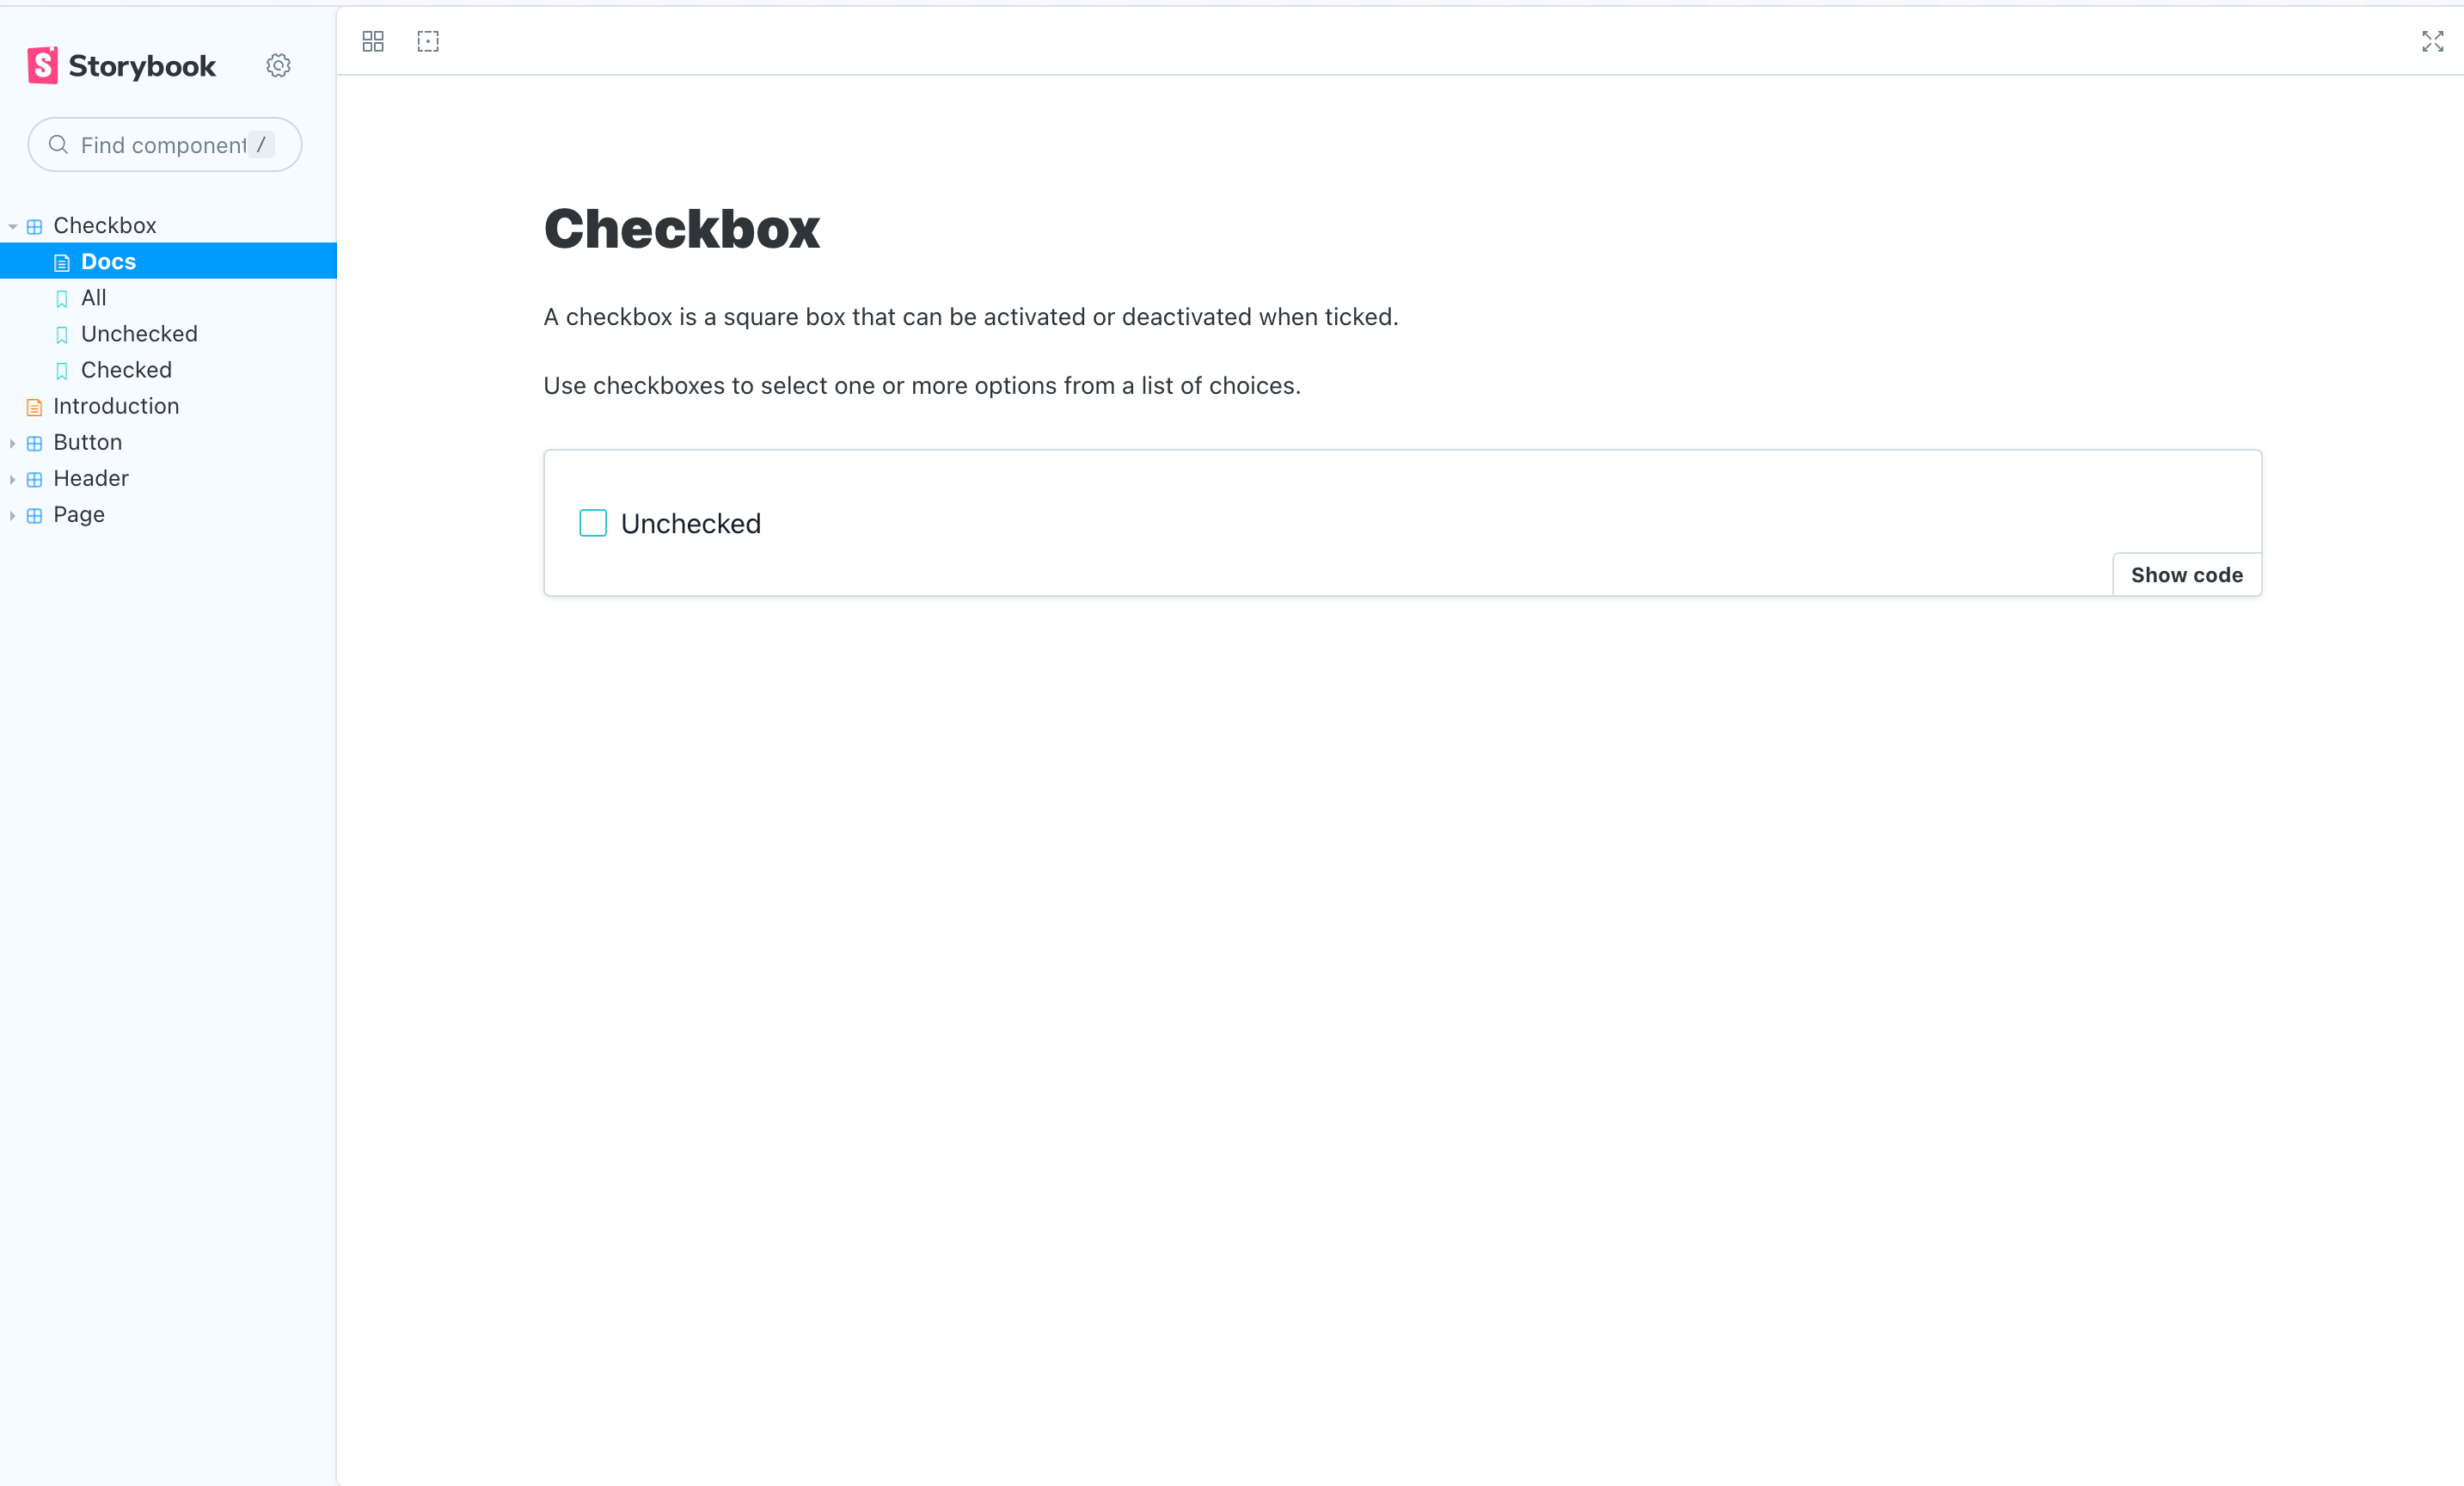 Storybook
Find component /
Checkbox
Docs
All
Unchecked
Checked
Introduction
Button
Header
Page
Checkbox
A checkbox is a square box that can be activated or deactivated when ticked.
Use checkboxes to select one or more options from a list of choices.
Unchecked
Show code